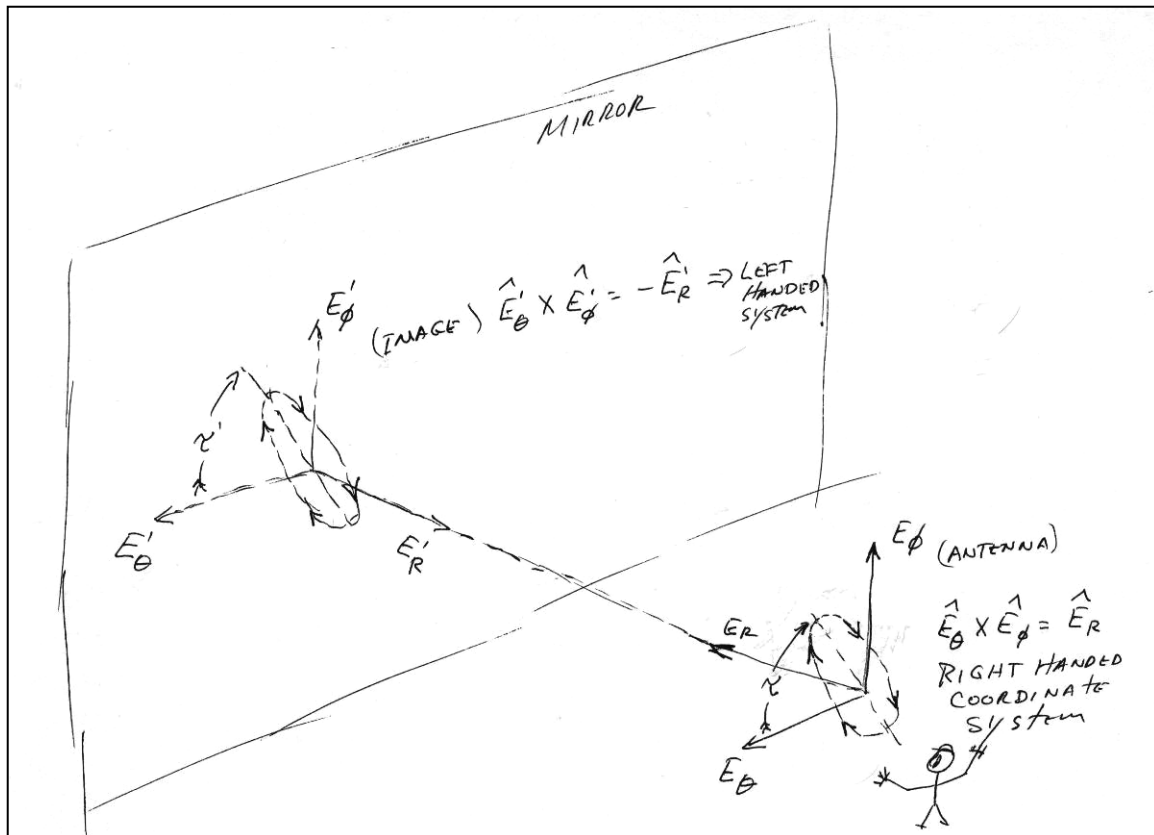 MIRROR
E'ϕ
(IMAGE) Ê'θ X Ê'ϕ = - Ê'R ⇒ LEFT
HANDED
SYSTEM
τ'
E'θ
E'R
Eϕ (ANTENNA)
ER
Êθ X Êϕ = ÊR
τ
RIGHT HANDED
COORDINATE
SYSTEM
Eθ